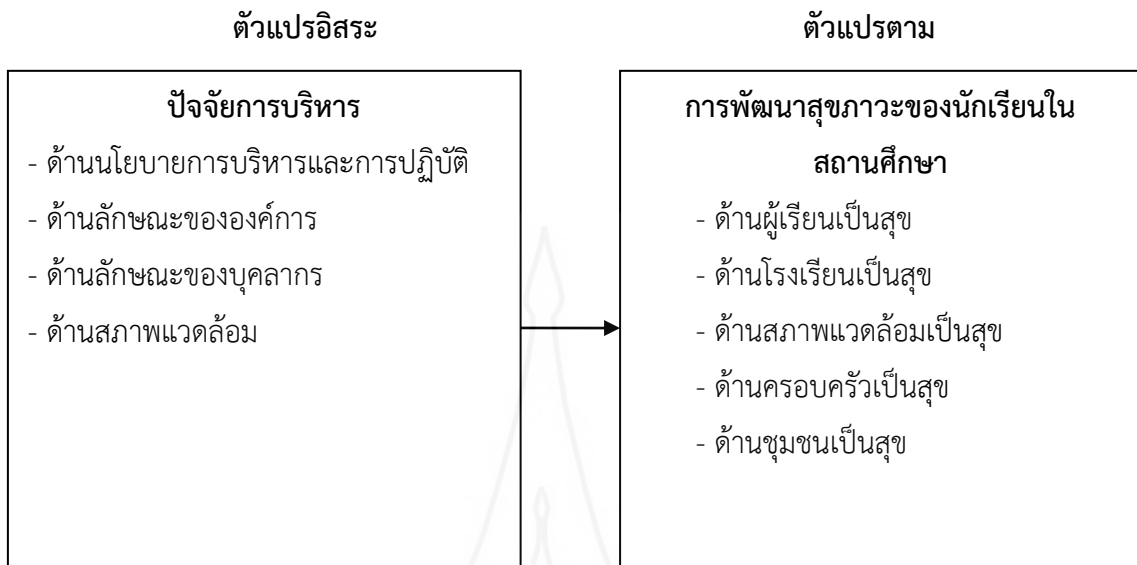 ตัวแปรอิสระ
ตัวแปรตาม
ปัจจัยการบริหาร
- ด้านนโยบายการบริหารและการปฏิบัติ
- ด้านลักษณะขององค์การ
- ด้านลักษณะของบุคลากร
- ด้านสภาพแวดล้อม
การพัฒนาสุขภาวะของนักเรียนใน
สถานศึกษา
- ด้านผู้เรียนเป็นสุข
- ด้านโรงเรียนเป็นสุข
- ด้านสภาพแวดล้อมเป็นสุข
- ด้านครอบครัวเป็นสุข
- ด้านชุมชนเป็นสุข